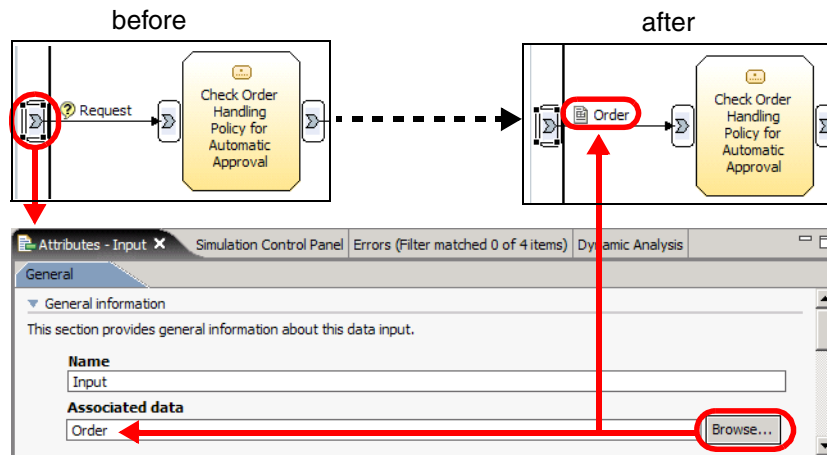 before
after
Request
Check Order
Handling
Policy for
Automatic
Approval
Order
Check Order
Handling
Policy for
Automatic
Approval
Attributes - Input
Simulation Control Panel
Errors (Filter matched 0 of 4 items)
Dynamic Analysis
General
General information
This section provides general information about this data input.
Name
Input
Associated data
Order
Browse...